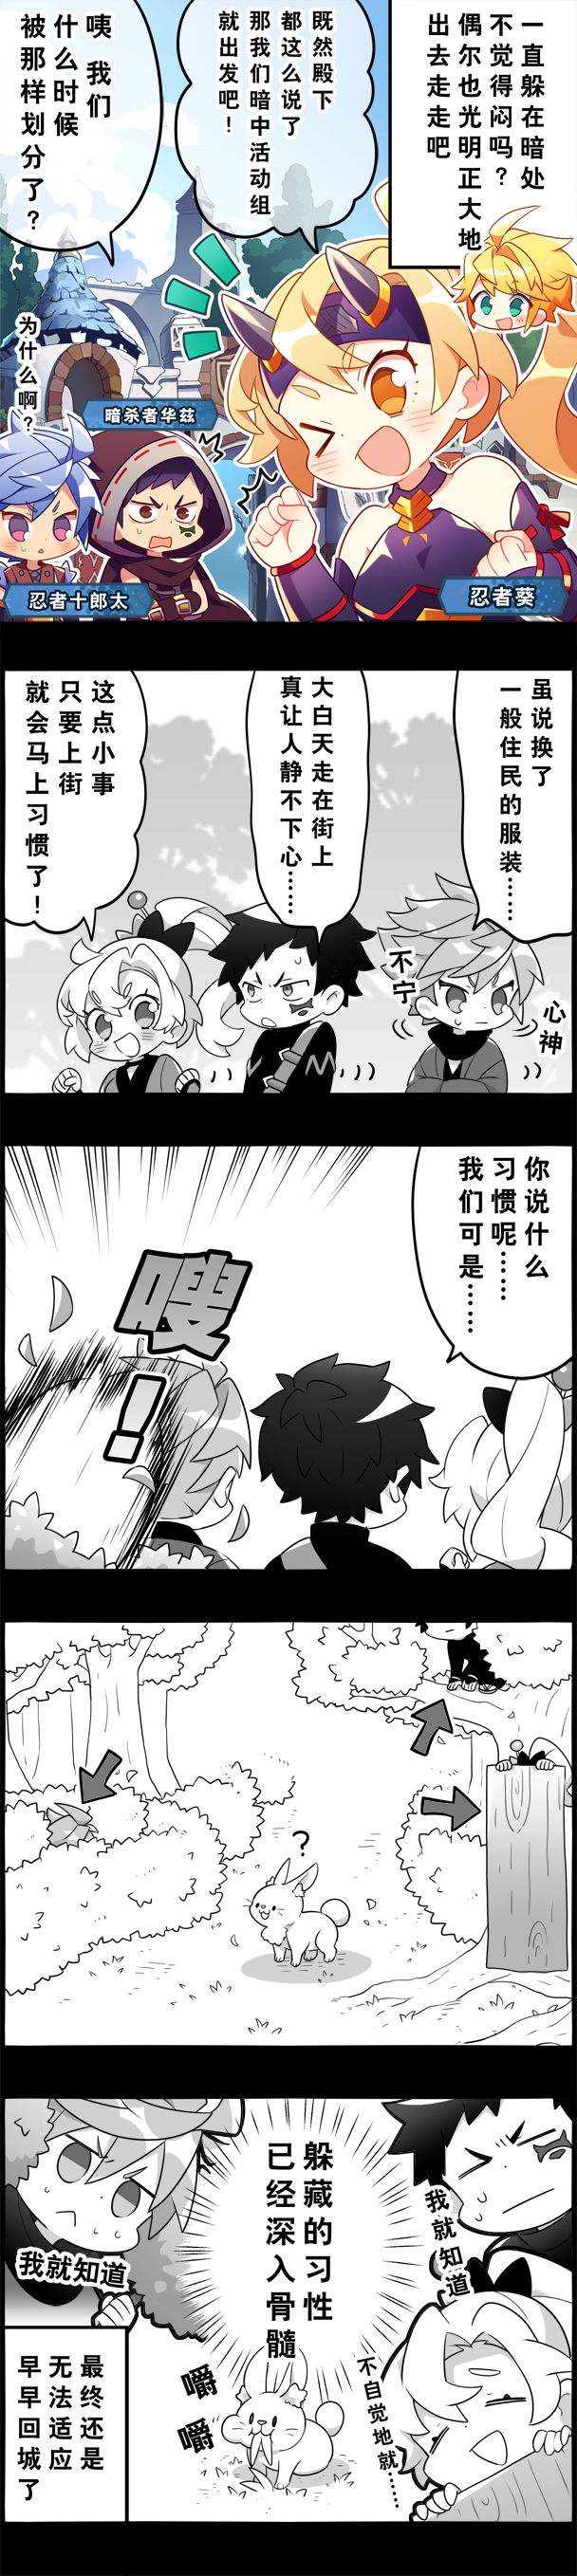 一直躲在暗处
不觉得闷吗？
偶尔也光明正大地
出去走走吧
既然殿下
都这么说了
那我们暗中活动组
就出发吧！
咦 我们
什么时候
被那样划分了？
为什么啊？
暗杀者华兹
忍者十郎太
忍者葵
虽说换了
一般住民的服装……
大白天走在街上
真让人静不下心……
这点小事
只要上街
就会马上习惯了！
心神
不宁
你说什么
习惯呢……
我们可是……
嗖
！
？
躲藏的习性
已经深入骨髓
我就知道
我就知道
不自觉地就……
嚼
嚼
最终还是
无法适应
早早回城了